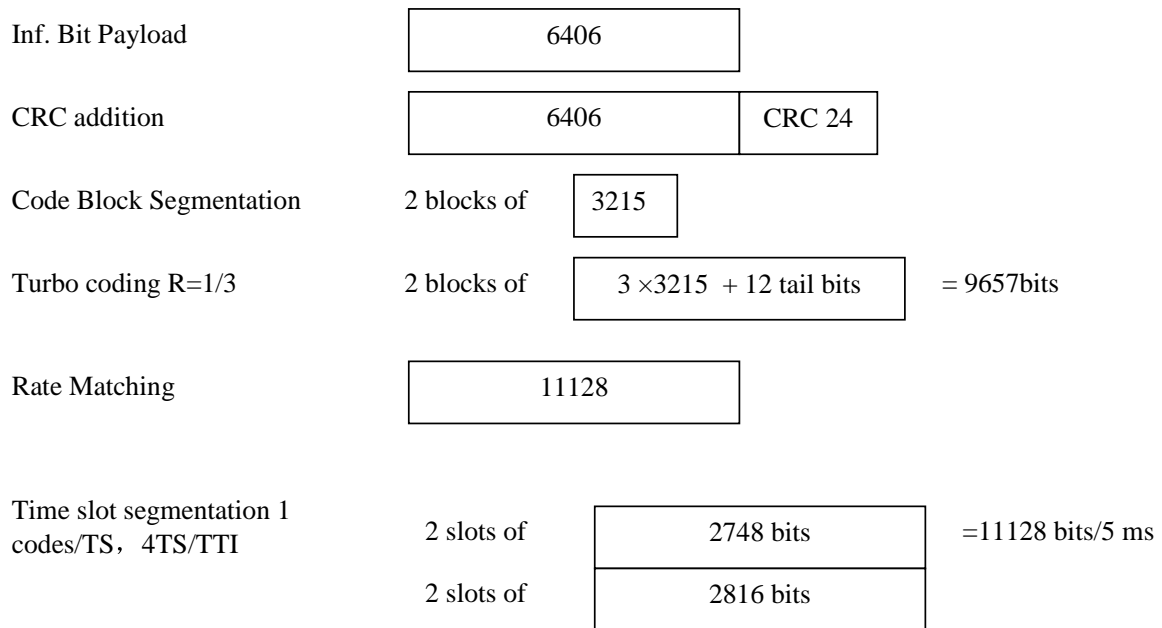 Inf. Bit Payload 6406
CRC addition 6406 CRC 24
Code Block Segmentation 2 blocks of 3215
Turbo coding R=1/3 2 blocks of 3 ×3215 + 12 tail bits = 9657bits
Rate Matching 11128
Time slot segmentation 1
codes/TS，4TS/TTI 2 slots of 2748 bits =11128 bits/5 ms
2 slots of 2816 bits